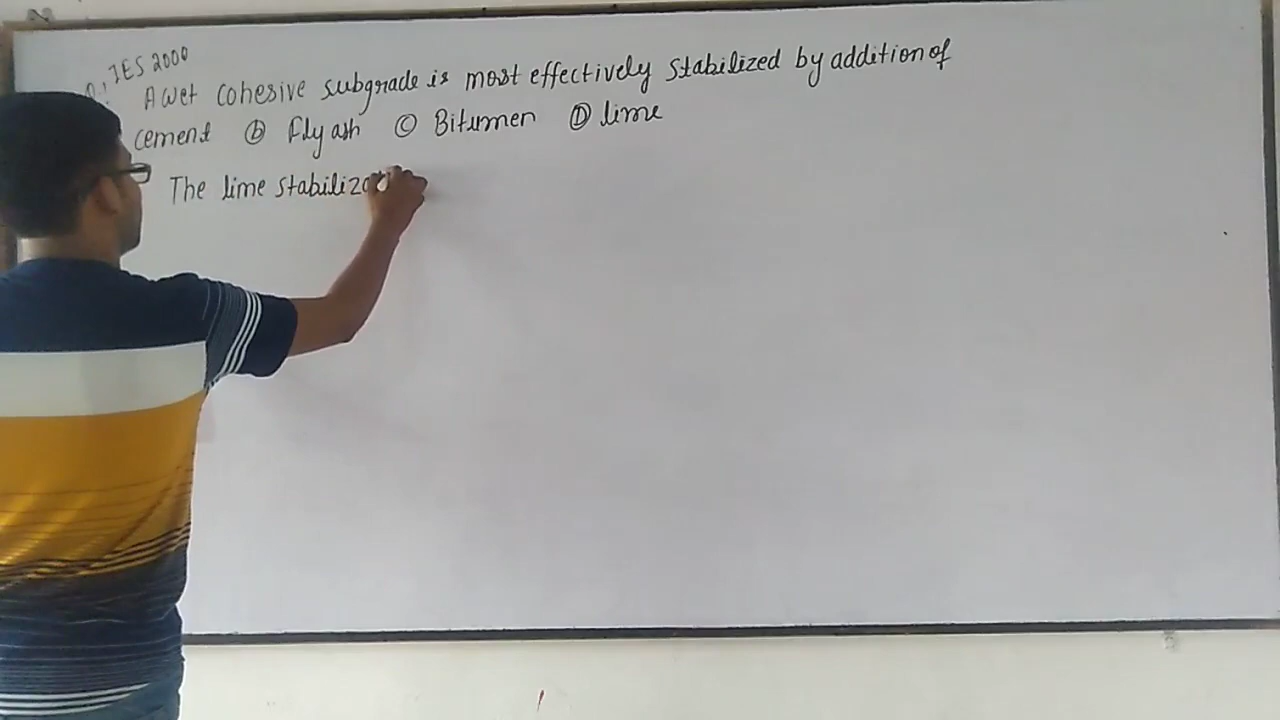 IES 2000
A wet cohesive subgrade is most effectively stabilized by addition of
cement ⓑ Fly ash ⓒ Bitumen Ⓓ lime
The lime stabiliza